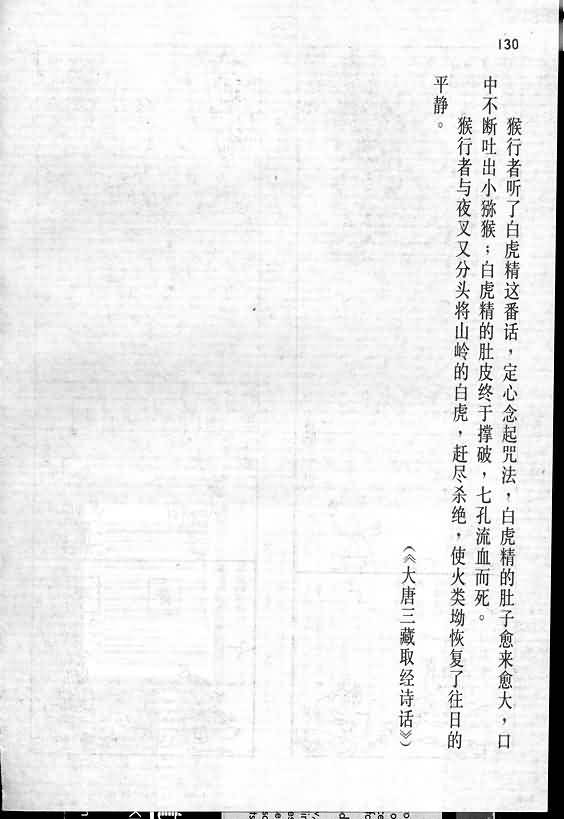 130
猴行者听了白虎精这番话，定心念起咒法，白虎精的肚子愈来愈大，口
中不断吐出小猕猴；白虎精的肚皮终于撑破，七孔流血而死。
猴行者与夜叉又分头将山岭的白虎，赶尽杀绝，使火类坳恢复了往日的
平静。
（《大唐三藏取经诗话》）